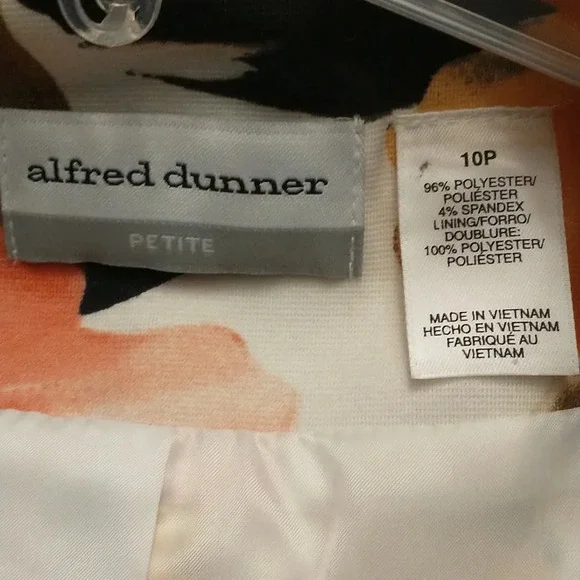 alfred dunner
PETITE
10P
96% POLYESTER/
POLIÉSTER
4% SPANDEX
LINING/FORRO/
DOUBLURE:
100% POLYESTER/
POLIÉSTER
MADE IN VIETNAM
HECHO EN VIETNAM
FABRIQUÉ AU
VIETNAM